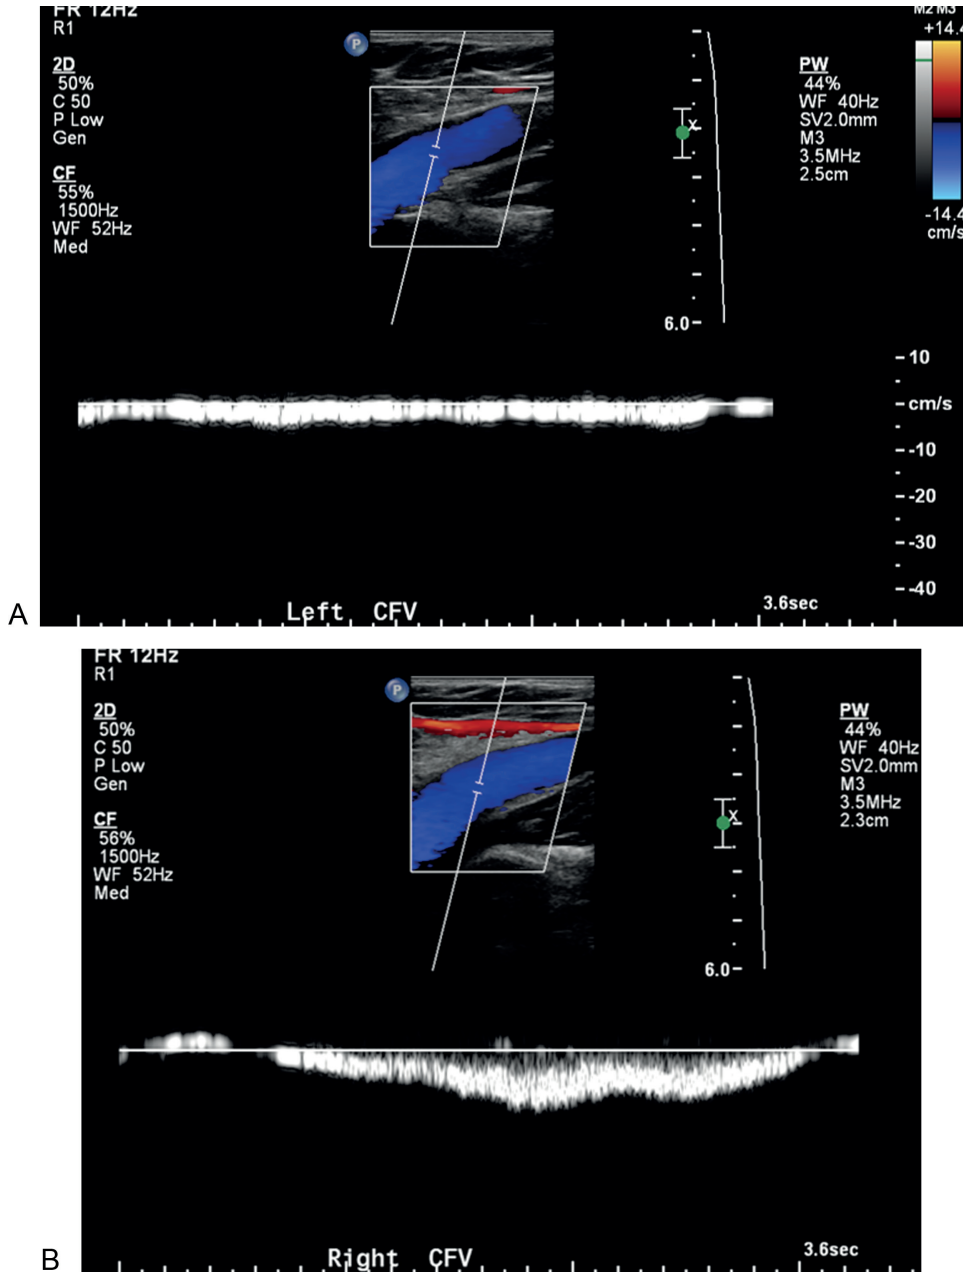 FR 12Hz
R1
2D
50%
C 50
P Low
Gen
CF
55%
1500Hz
WF 52Hz
Med
P
X
6.0
PW
44%
WF 40Hz
SV2.0mm
M3
3.5MHz
2.5cm
M2 M3
+14.4
-14.4
cm/s
10
cm/s
-10
-20
-30
-40
3.6sec
Left CFV
A
FR 12Hz
R1
2D
50%
C 50
P Low
Gen
CF
56%
1500Hz
WF 52Hz
Med
P
X
6.0
PW
44%
WF 40Hz
SV2.0mm
M3
3.5MHz
2.3cm
3.6sec
Right CFV
B